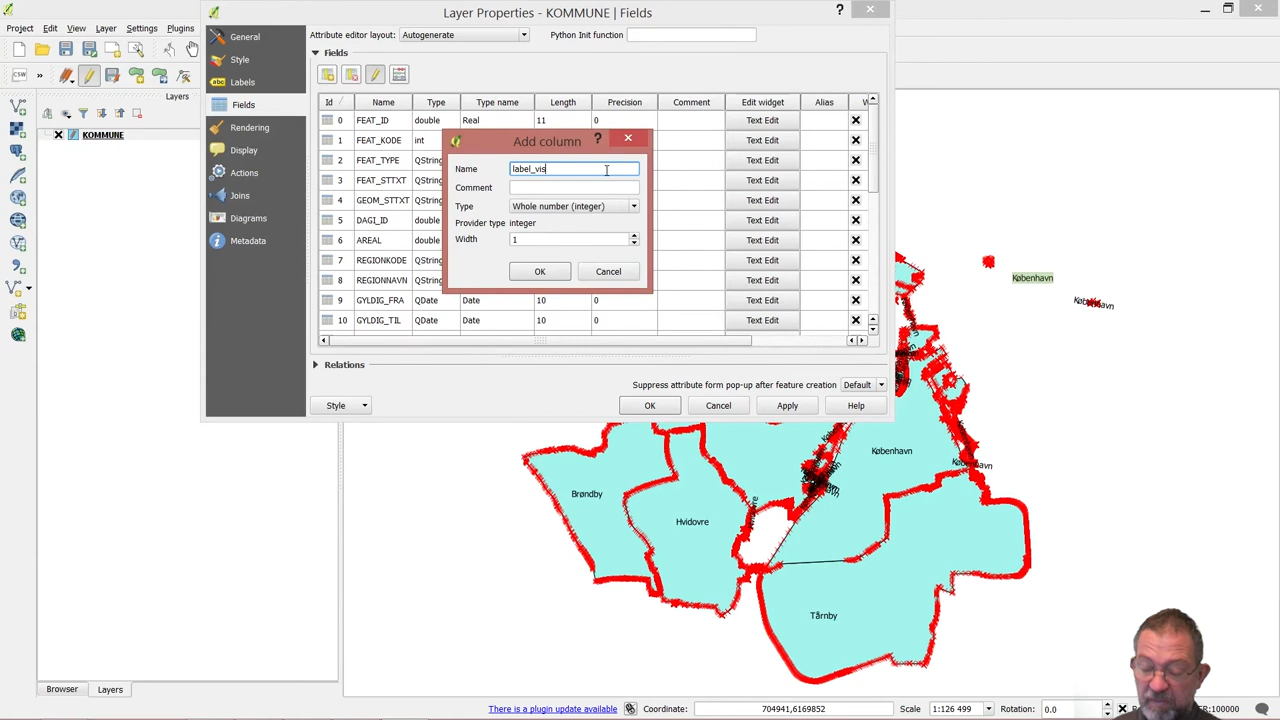 Layer Properties - KOMMUNE | Fields
?
Project Edit View Layer Settings Plugins
General
Style
Labels
Fields
Rendering
Display
Actions
Joins
Diagrams
Metadata
Attribute editor layout: Autogenerate Python Init function
Fields
CSW »
Layers
KOMMUNE
Id Name Type Type name Length Precision Comment Edit widget Alias W
0 FEAT_ID double Real 11 0 Text Edit
1 FEAT_KODE int Text Edit
2 FEAT_TYPE QString Text Edit
3 FEAT_STTXT QString Text Edit
4 GEOM_STTXT QString Text Edit
5 DAGI_ID double Text Edit
6 AREAL double Text Edit
7 REGIONKODE QString Text Edit
8 REGIONNAVN QString Text Edit
9 GYLDIG_FRA QDate Date 10 0 Text Edit
10 GYLDIG_TIL QDate Date 10 0 Text Edit
Add column ?
Name label_vis
Comment
Type Whole number (integer)
Provider type integer
Width 1
OK Cancel
Relations
Suppress attribute form pop-up after feature creation Default
Style OK Cancel Apply Help
København
København
København
København
Brøndby
Hvidovre
Tårnby
Browser Layers
There is a plugin update available Coordinate: 704941,6169852 Scale 1:126 499 Rotation: 0.0